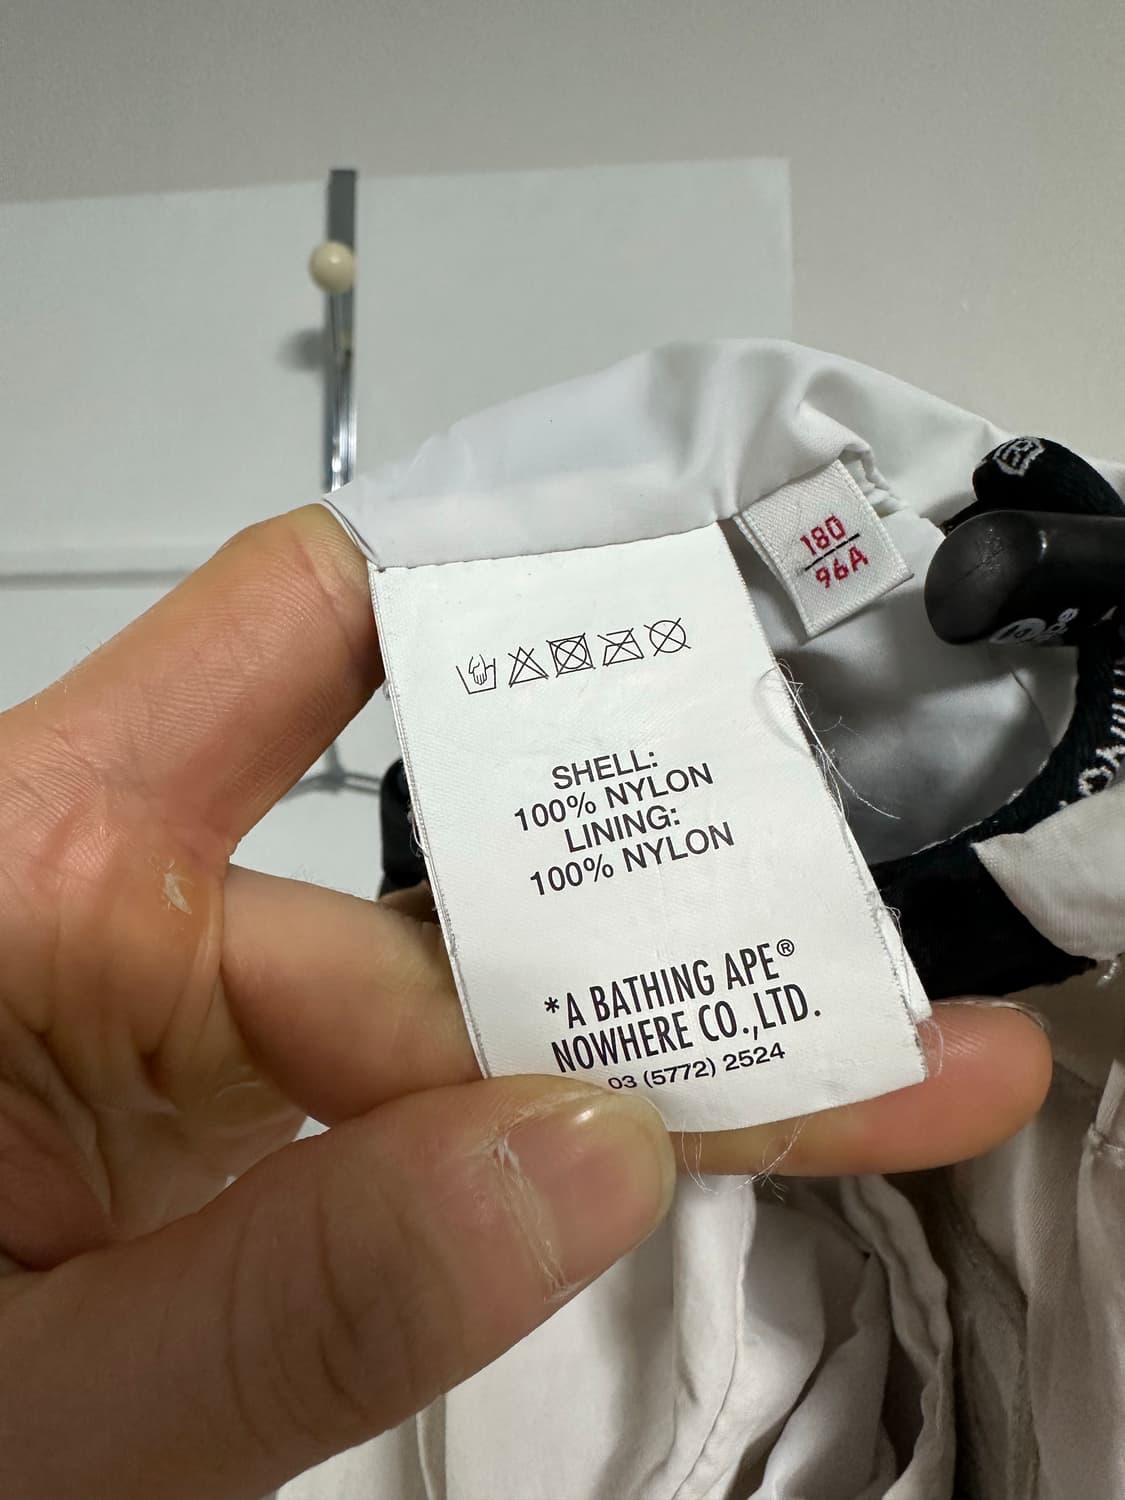 180
96A
SHELL:
100% NYLON
LINING:
100% NYLON
*A BATHING APE®
NOWHERE CO.,LTD.
03 (5772) 2524